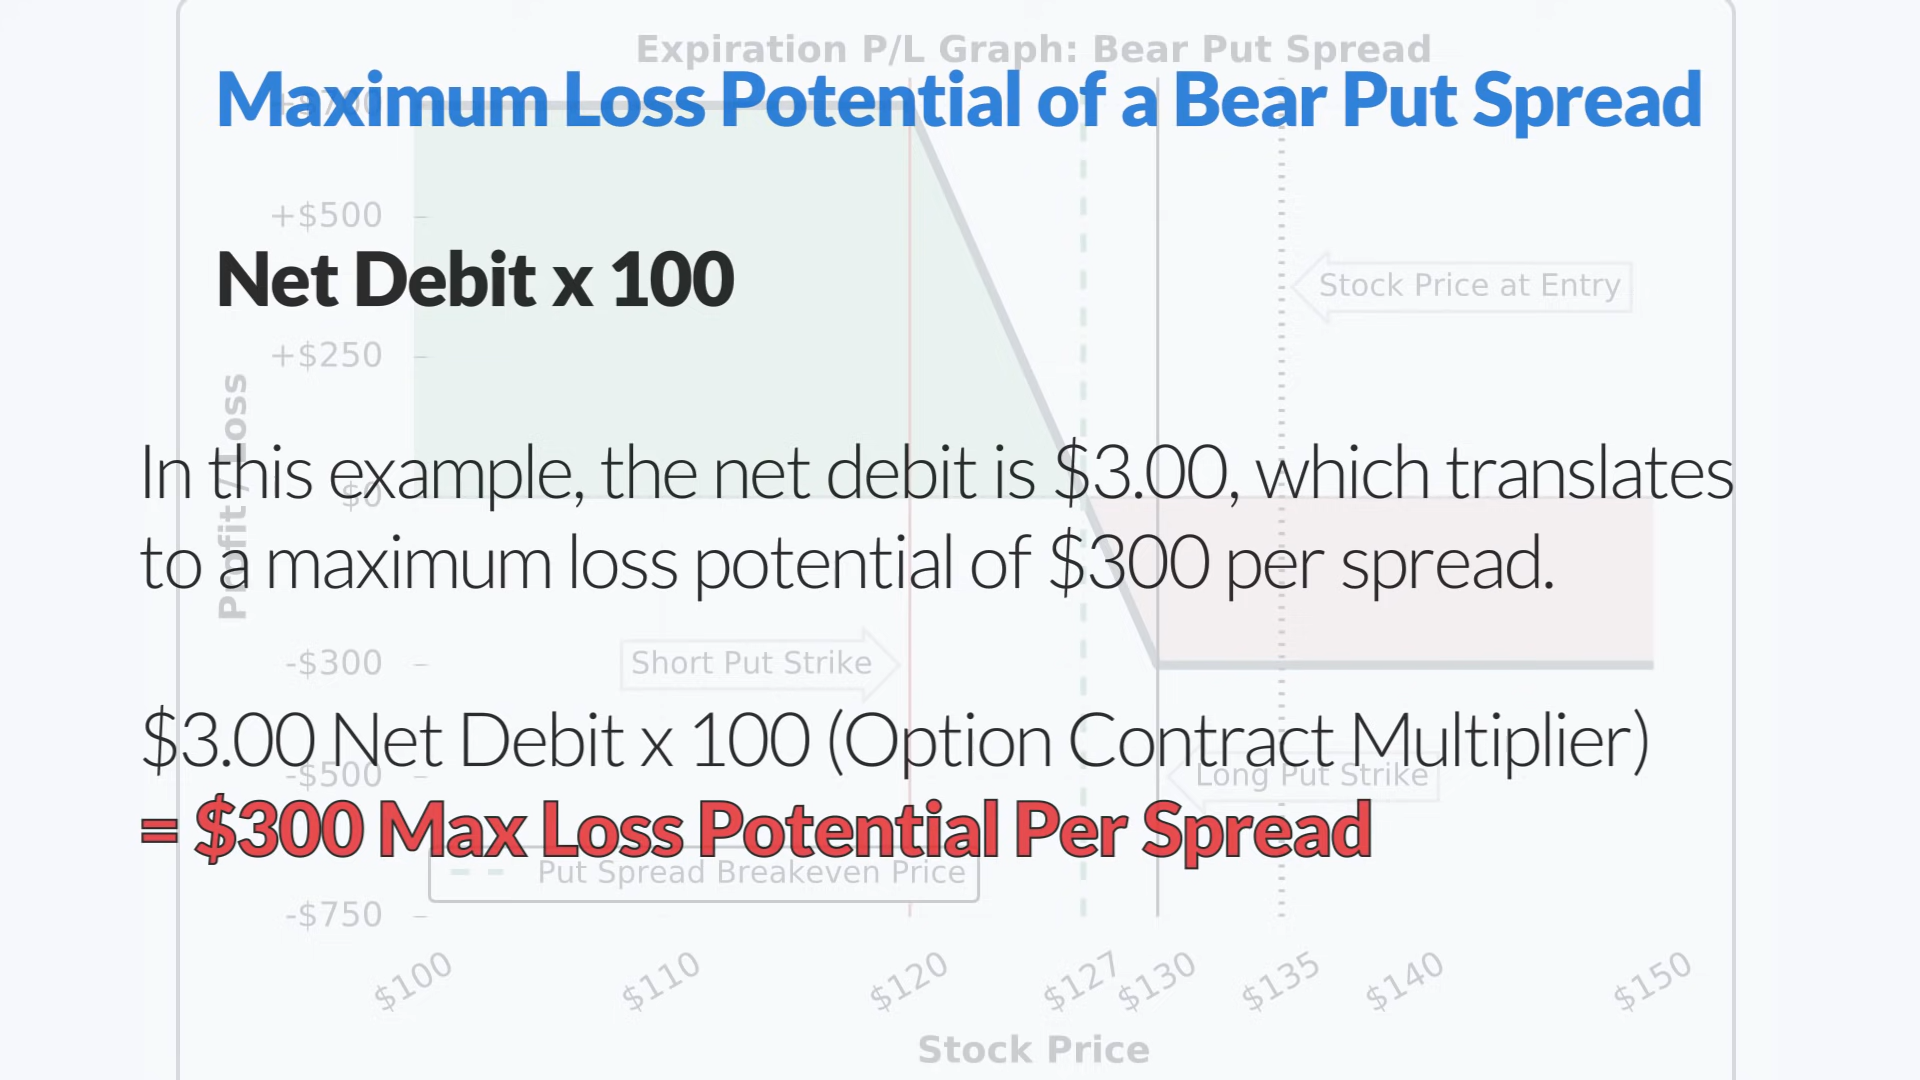 Expiration P/L Graph: Bear Put Spread
Maximum Loss Potential of a Bear Put Spread
+$700
+$500
Net Debit x 100
Stock Price at Entry
+$250
Profit / Loss
In this example, the net debit is $3.00, which translates
$0
to a maximum loss potential of $300 per spread.
-$300
Short Put Strike
$3.00 Net Debit x 100 (Option Contract Multiplier)
-$500
Long Put Strike
= $300 Max Loss Potential Per Spread
Put Spread Breakeven Price
-$750
$100 $110 $120 $127 $130 $135 $140 $150
Stock Price